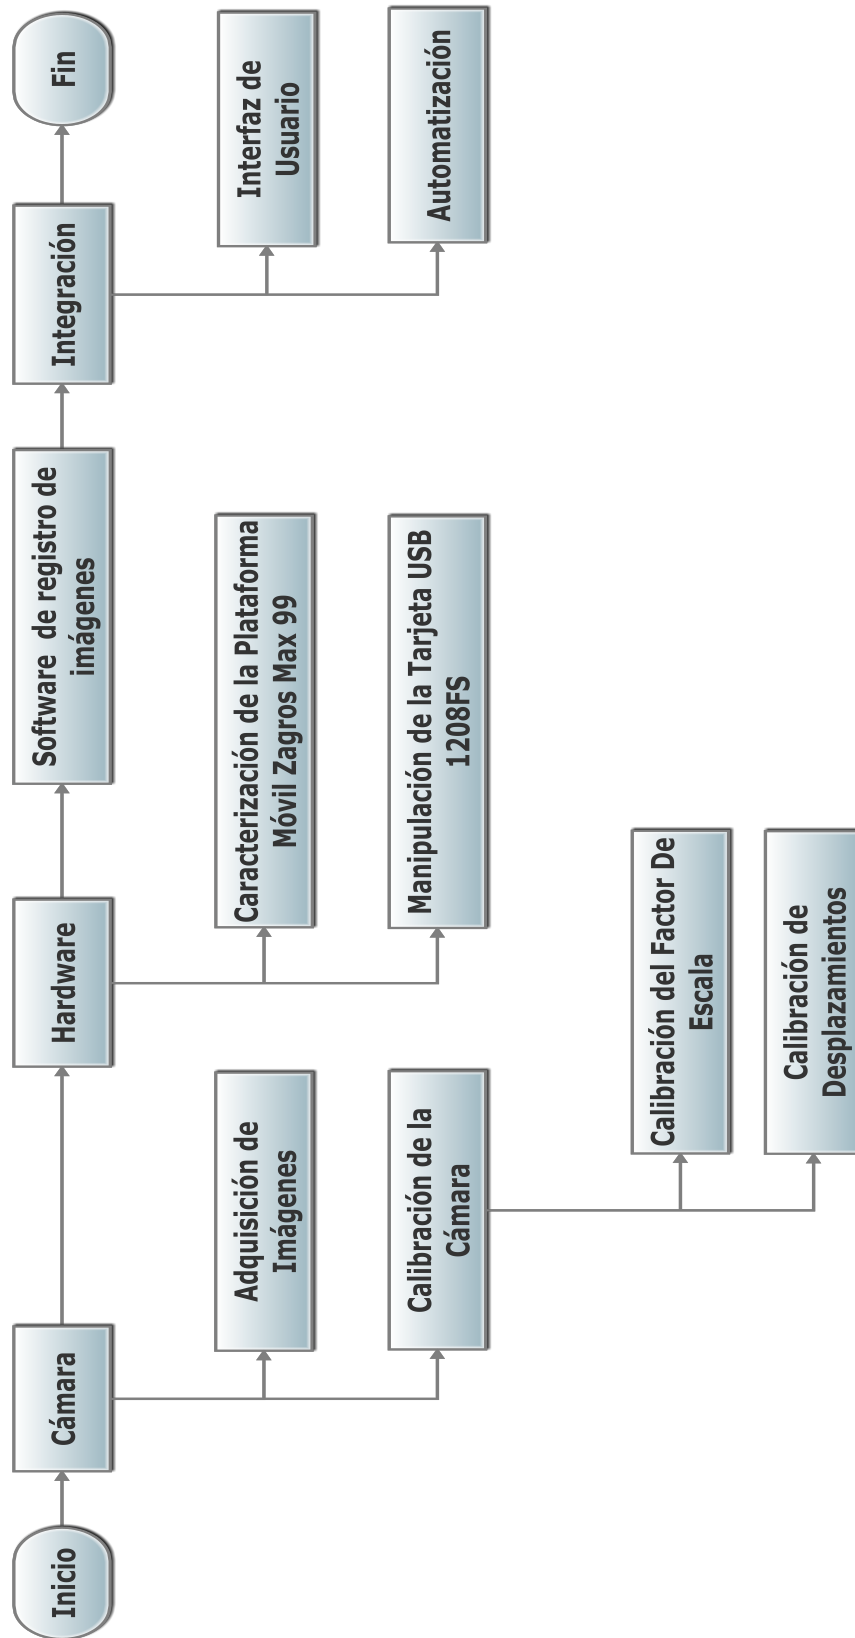 Inicio
Cámara
Adquisición de
Imágenes
Calibración de la
Cámara
Calibración del Factor De
Escala
Calibración de
Desplazamientos
Hardware
Caracterización de la Plataforma
Móvil Zagros Max 99
Manipulación de la Tarjeta USB
1208FS
Software de registro de
imágenes
Integración
Interfaz de
Usuario
Automatización
Fin